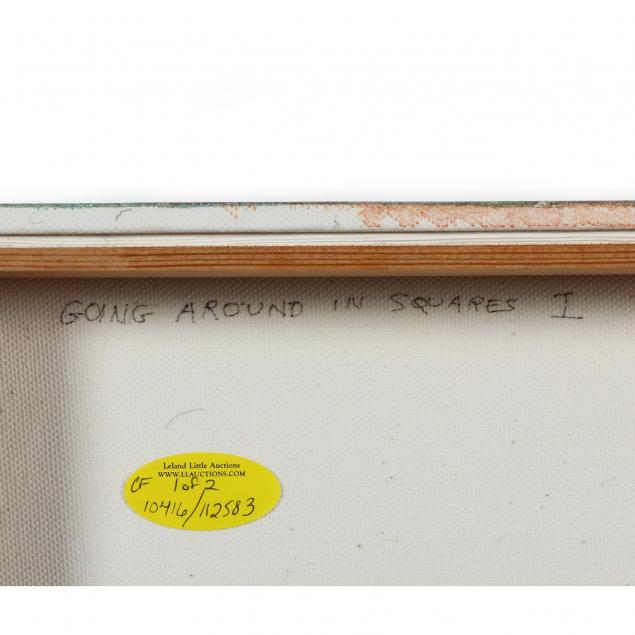 GOING AROUND IN SQUARES I
Leland Little Auctions
WWW.LLAUCTIONS.COM
CF 1 of 2
10416/112583